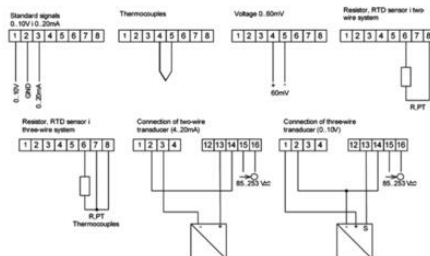 Standard signals
0..10V i 0..20mA
1 2 3 4 5 6 7 8
0..10V
GND
0..20mA
Thermocouples
1 2 3 4 5 6 7 8
Voltage 0..60mV
1 2 3 4 5 6 7 8
+ -
60mV
Resistor, RTD sensor i two-
wire system
1 2 3 4 5 6 7 8
R,PT
Resistor, RTD sensor i
three-wire system
1 2 3 4 5 6 7 8
R,PT
Thermocouples
Connection of two-wire
transducer (4..20mA)
1 2 3 4 12 13 14 15 16
85..253 Vac
- +
Connection of three-wire
transducer (0..10V)
1 2 3 4 12 13 14 15 16
85..253 Vac
- + S